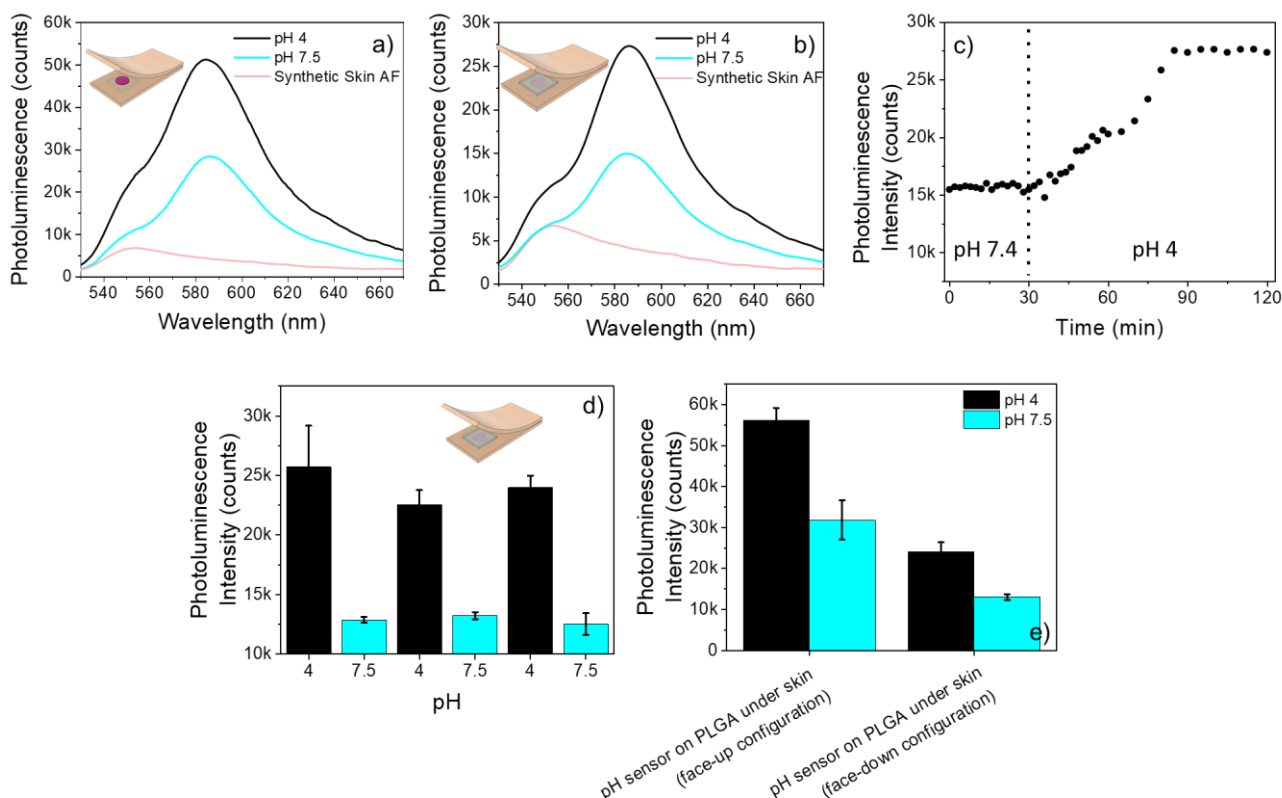 a)
pH 4
pH 7.5
Synthetic Skin AF
Photoluminescence (counts)
60k
50k
40k
30k
20k
10k
0
540 560 580 600 620 640 660
Wavelength (nm)
b)
pH 4
pH 7.5
Synthetic Skin AF
Photoluminescence (counts)
30k
25k
20k
15k
10k
5k
0
540 560 580 600 620 640 660
Wavelength (nm)
c)
Photoluminescence
Intensity (counts)
30k
25k
20k
15k
10k
pH 7.4
pH 4
0 30 60 90 120
Time (min)
d)
Photoluminescence
Intensity (counts)
30k
25k
20k
15k
10k
4 7.5 4 7.5 4 7.5
pH
pH 4
pH 7.5
Photoluminescence
Intensity (counts)
60k
50k
40k
30k
20k
10k
0
e)
pH sensor on PLGA under skin
(face-up configuration)
pH sensor on PLGA under skin
(face-down configuration)